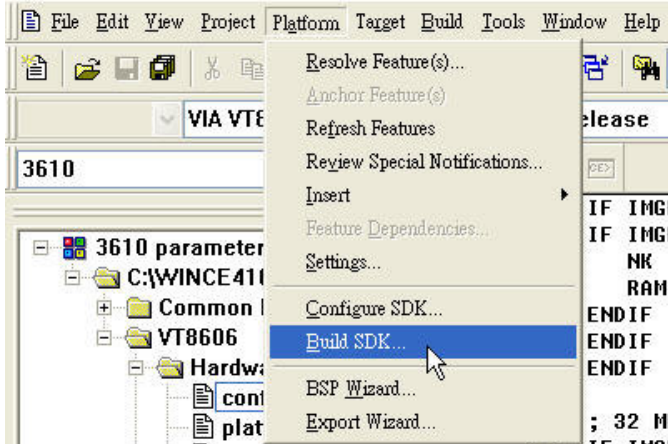 File Edit View Project Platform Target Build Tools Window Help
Resolve Feature(s)...
Anchor Feature(s)
Refresh Features
Review Special Notifications...
Insert
Feature Dependencies...
Settings...
Configure SDK...
Build SDK...
BSP Wizard...
Export Wizard...
VIA VT8
elease
3610
3610 parameter
C:\WINCE410
Common
VT8606
Hardwa
conf
plat
IF IMG
IF IMG
NK
RAM
ENDIF
ENDIF
ENDIF
; 32 M